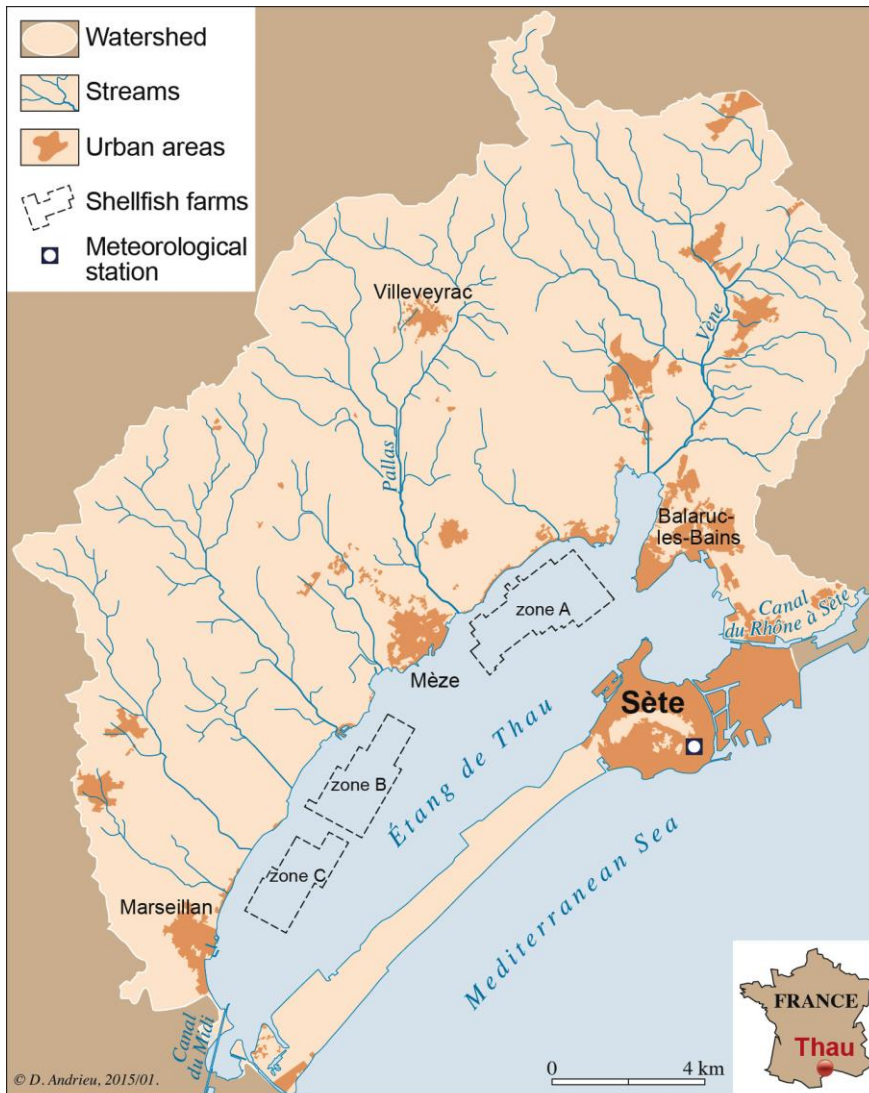 Watershed
Streams
Urban areas
Shellfish farms
Meteorological
station
Villeveyrac
Vène
Pallas
Balaruc-
les-Bains
zone A
Canal
du Rhône à Sète
Mèze
Sète
zone B
Étang de Thau
zone C
Mediterranean Sea
Marseillan
Canal
du Midi
FRANCE
Thau
0 4 km
© D. Andrieu, 2015/01.